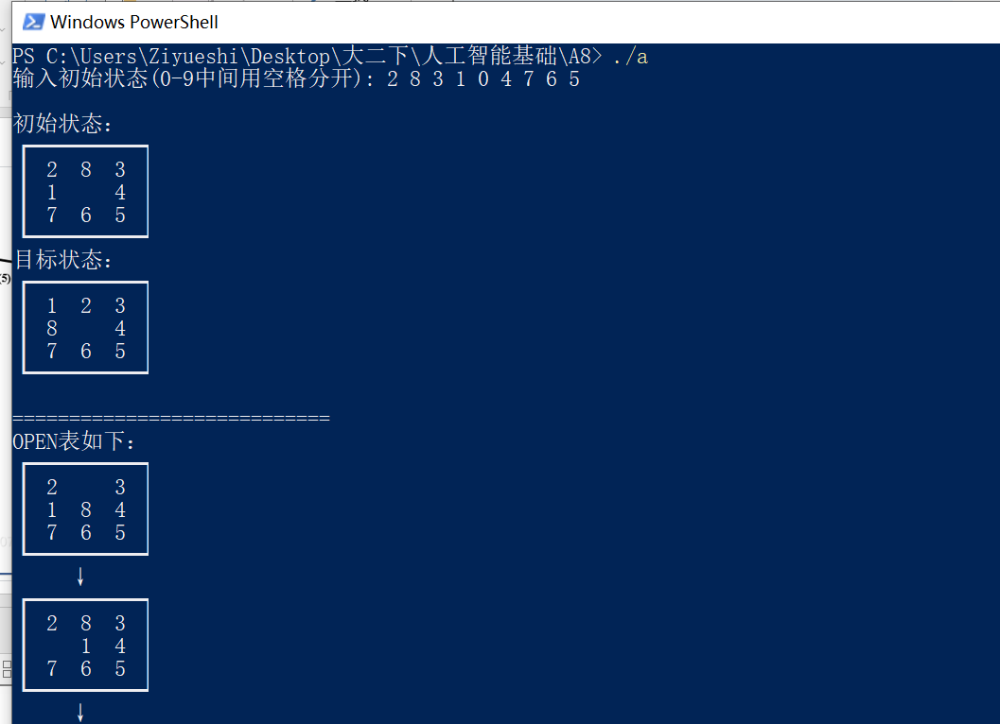 Windows PowerShell
PS C:\Users\Ziyueshi\Desktop\大二下\人工智能基础\A8> ./a
输入初始状态(0-9中间用空格分开): 2 8 3 1 0 4 7 6 5
初始状态:
2 8 3
1 4
7 6 5
目标状态:
1 2 3
8 4
7 6 5
(5)
============================
OPEN表如下:
2 3
1 8 4
7 6 5
↓
2 8 3
1 4
7 6 5
↓